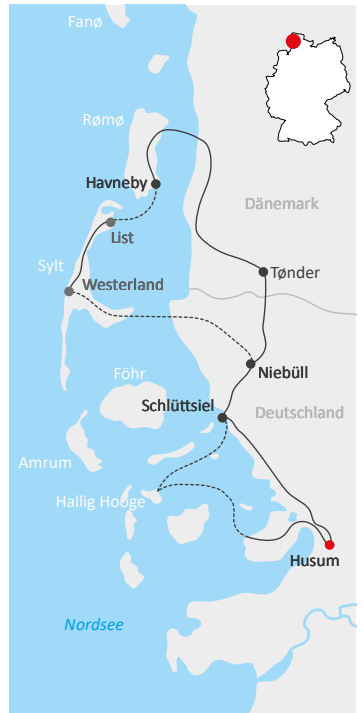 Fanø
Rømø
Havneby
Dänemark
List
Sylt
Tønder
Westerland
Föhr
Niebüll
Schlüttsiel
Deutschland
Amrum
Hallig Hooge
Husum
Nordsee